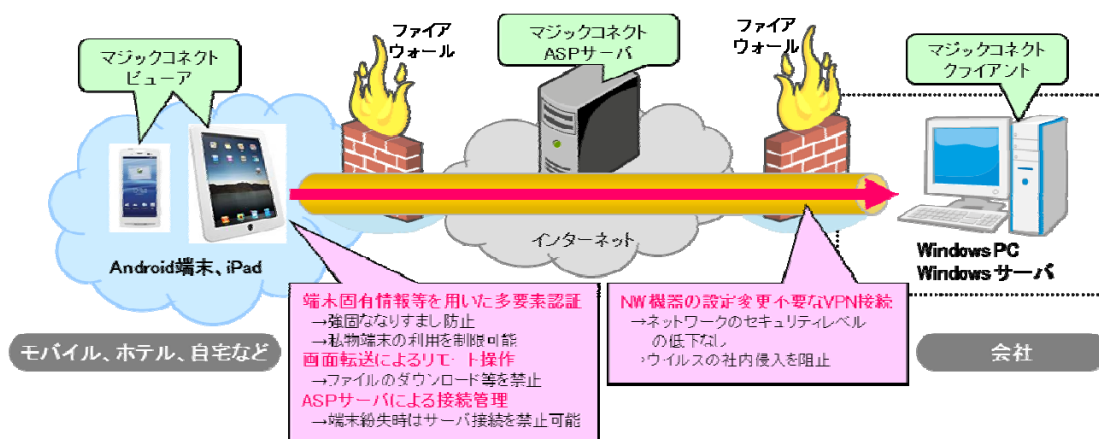 ファイア
ウォール
マジックコネクト
ASPサーバ
ファイア
ウォール
マジックコネクト
ビューア
マジックコネクト
クライアント
インターネット
Android端末、iPad
Windows PC
Windows サーバ
端末固有情報等を用いた多要素認証
→強固ななりすまし防止
→私物端末の利用を制限可能
画面転送によるリモート操作
→ファイルのダウンロード等を禁止
ASPサーバによる接続管理
→端末紛失時はサーバ接続を禁止可能
NW機器の設定変更不要なVPN接続
→ネットワークのセキュリティレベル
の低下なし
→ウイルスの社内侵入を阻止
モバイル、ホテル、自宅など
会社